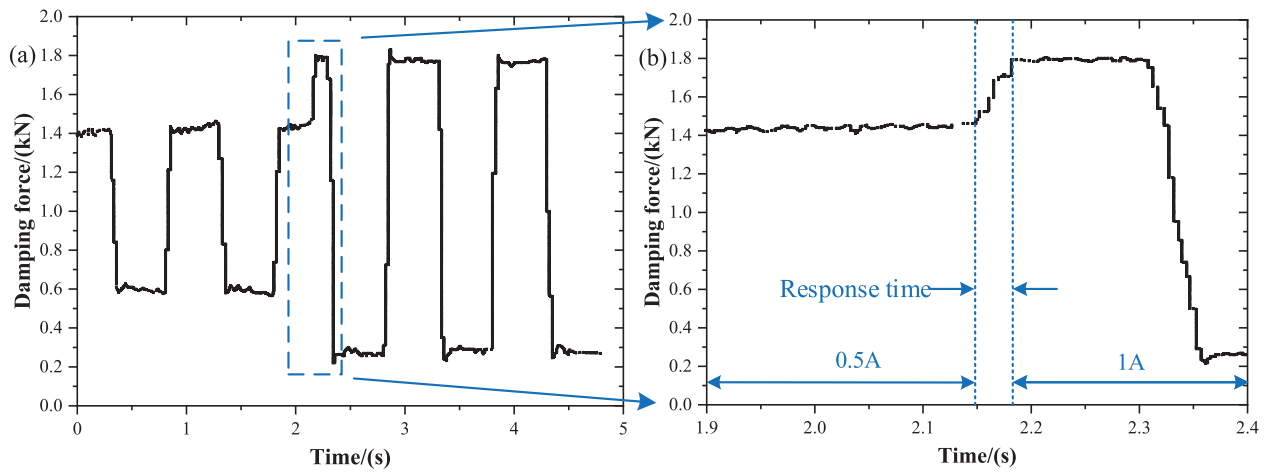 (a)
Damping force/(kN)
2.0
1.8
1.6
1.4
1.2
1.0
0.8
0.6
0.4
0.2
0.0
0 1 2 3 4 5
Time/(s)
(b)
Damping force/(kN)
2.0
1.8
1.6
1.4
1.2
1.0
0.8
0.6
0.4
0.2
0.0
Response time
0.5A
1A
1.9 2.0 2.1 2.2 2.3 2.4
Time/(s)